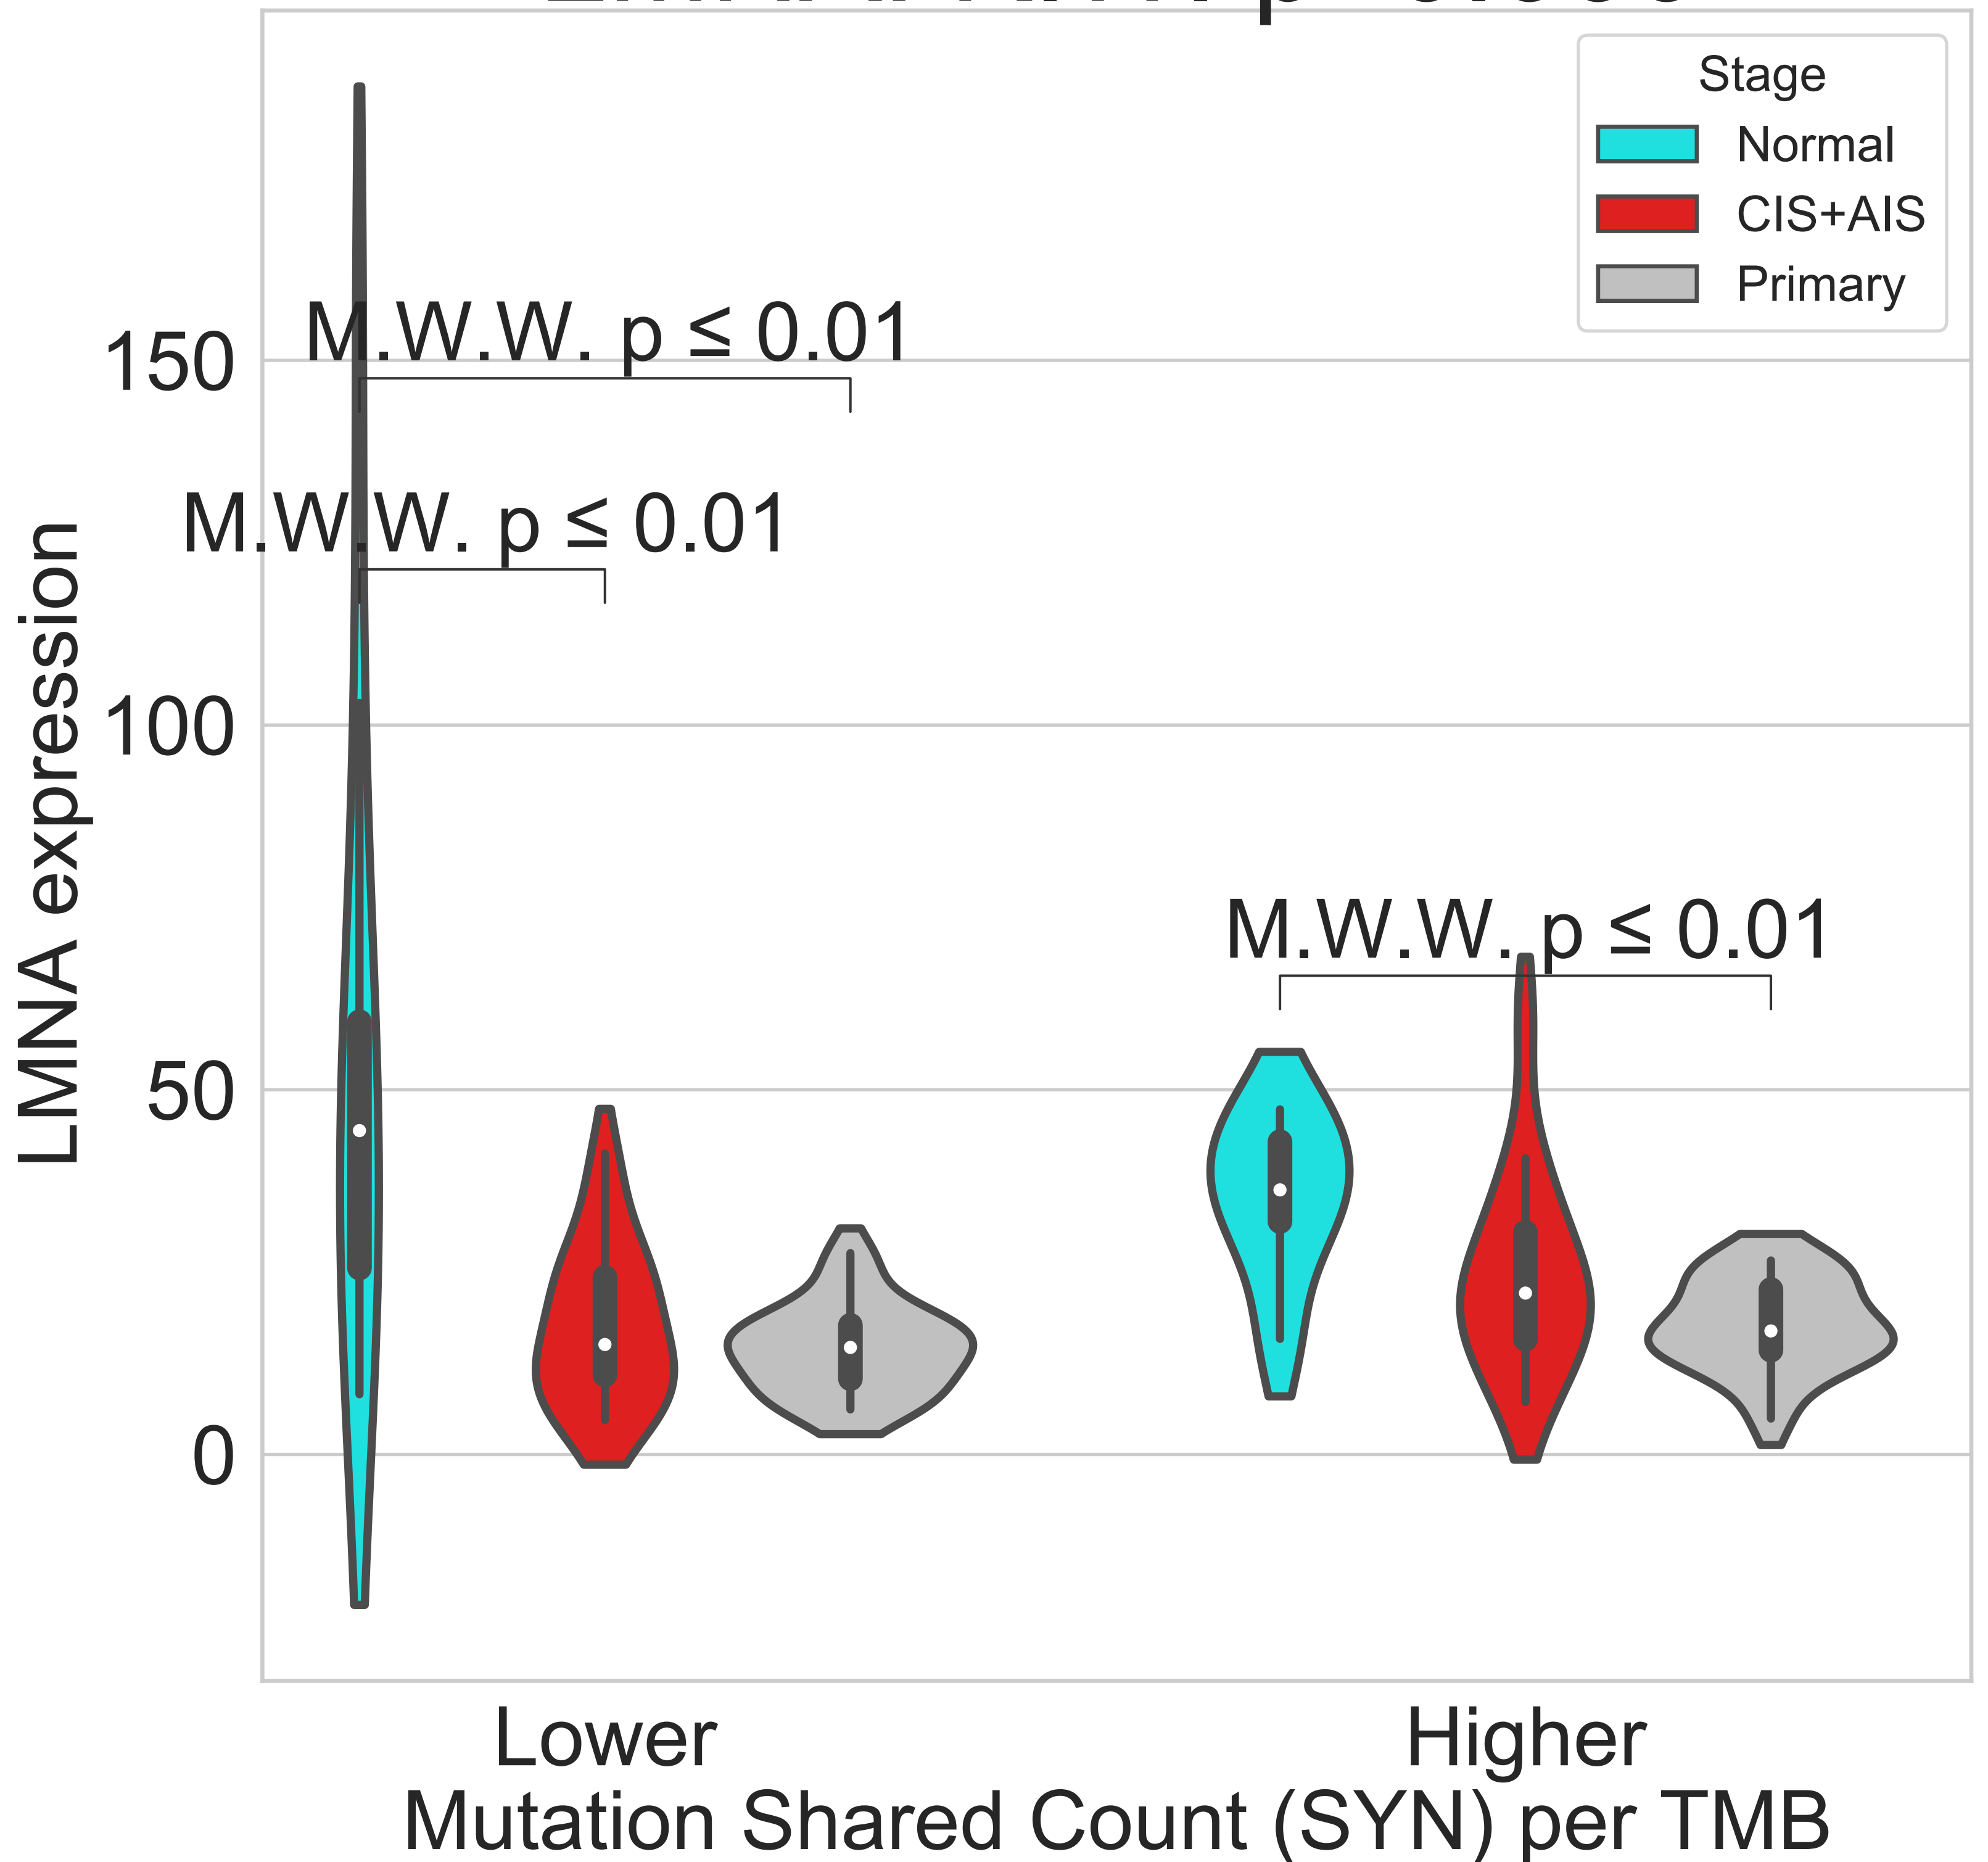 Stage
Normal
CIS+AIS
Primary
M.W.W. p ≤ 0.01
150
M.W.W. p ≤ 0.01
100
M.W.W. p ≤ 0.01
50
0
LMNA expression
Lower
Higher
Mutation Shared Count (SYN) per TMB